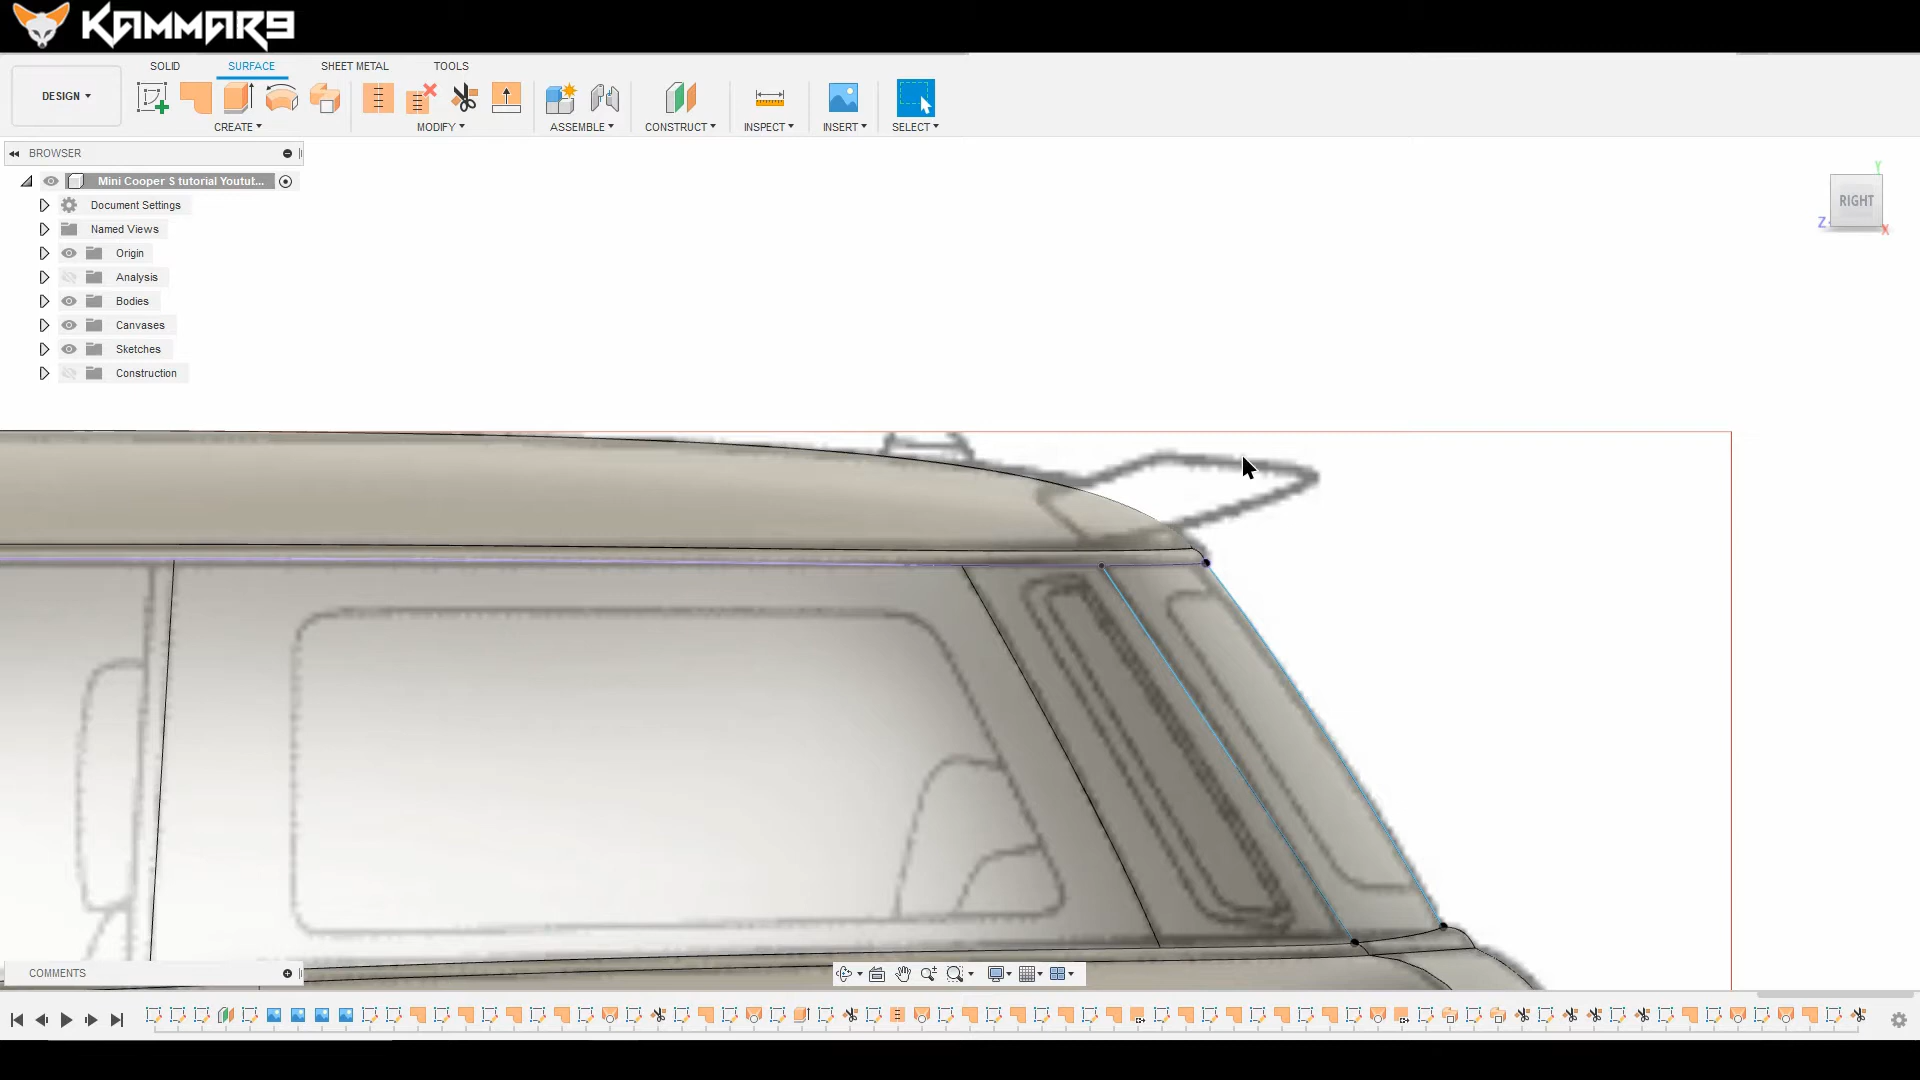 KAMMAR9
SOLID SURFACE SHEET METAL TOOLS
DESIGN
CREATE MODIFY ASSEMBLE CONSTRUCT INSPECT INSERT SELECT
BROWSER
Mini Cooper S tutorial Youtut...
Document Settings
Named Views
Origin
Analysis
Bodies
Canvases
Sketches
Construction
Y
RIGHT
Z
X
COMMENTS